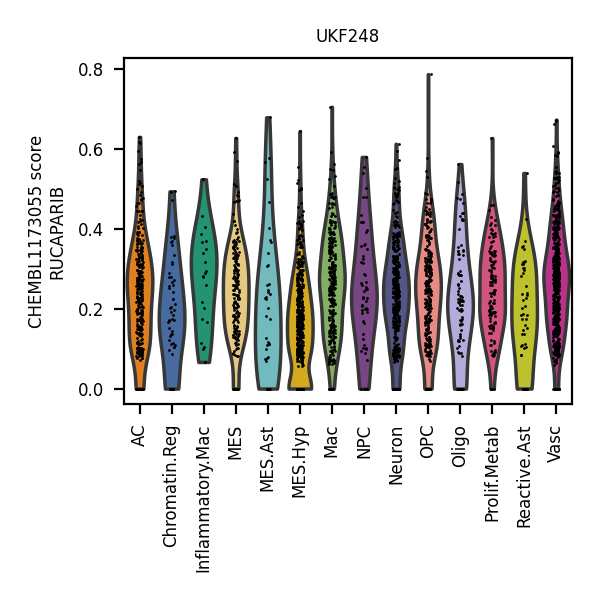 UKF248
CHEMBL1173055 score
RUCAPARIB
0.8
0.6
0.4
0.2
0.0
AC
Chromatin.Reg
Inflammatory.Mac
MES
MES.Ast
MES.Hyp
Mac
NPC
Neuron
OPC
Oligo
Prolif.Metab
Reactive.Ast
Vasc